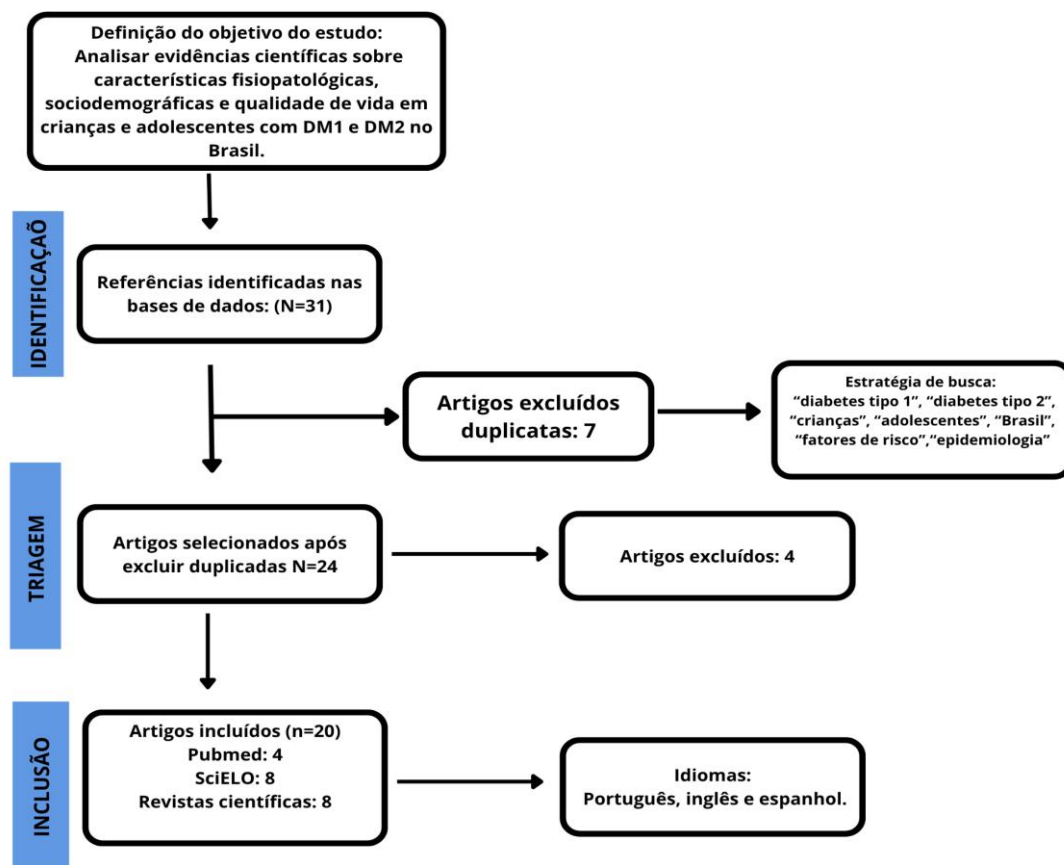 Definição do objetivo do estudo:
Analisar evidências científicas sobre
características fisiopatológicas,
sociodemográficas e qualidade de vida em
crianças e adolescentes com DM1 e DM2 no
Brasil.
IDENTIFICAÇAÕ
Referências identificadas nas
bases de dados: (N=31)
Artigos excluídos
duplicatas: 7
Estratégia de busca:
“diabetes tipo 1”, “diabetes tipo 2”,
“crianças”, “adolescentes”, “Brasil”,
“fatores de risco”,“epidemiologia”
TRIAGEM
Artigos selecionados após
excluir duplicadas N=24
Artigos excluídos: 4
INCLUSÃO
Artigos incluídos (n=20)
Pubmed: 4
SciELO: 8
Revistas científicas: 8
Idiomas:
Português, inglês e espanhol.